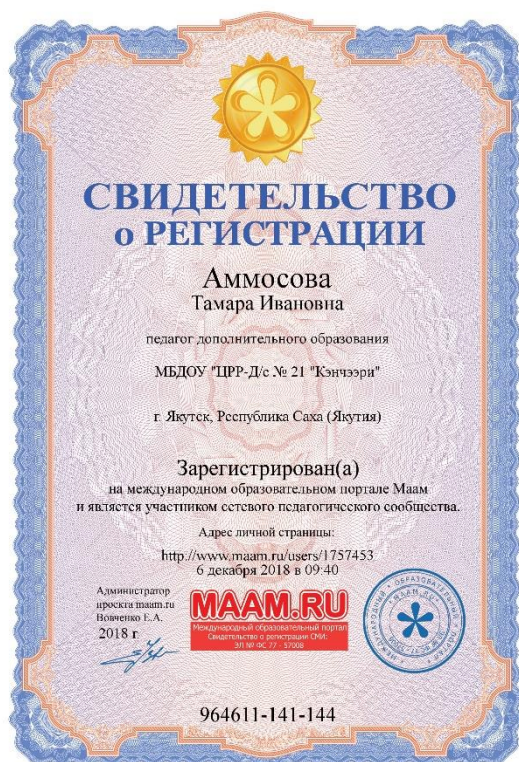 СВИДЕТЕЛЬСТВО
о РЕГИСТРАЦИИ
Аммосова
Тамара Ивановна
педагог дополнительного образования
МБДОУ "ЦРР-Д/с № 21 "Кэнчээри"
г. Якутск, Республика Саха (Якутия)
Зарегистрирован(а)
на международном образовательном портале Маам
и является участником сетевого педагогического сообщества.
Адрес личной страницы:
http://www.maam.ru/users/1757453
6 декабря 2018 в 09:40
Администратор
проекта maam.ru
Вовченко Е.А.
2018 г
MAAM.RU
Международный образовательный портал
Свидетельство о регистрации СМИ:
ЭЛ № ФС 77 - 57008
МЕЖДУНАРОДНЫЙ • ОБРАЗОВАТЕЛЬНЫЙ • ПОРТАЛ
964611-141-144